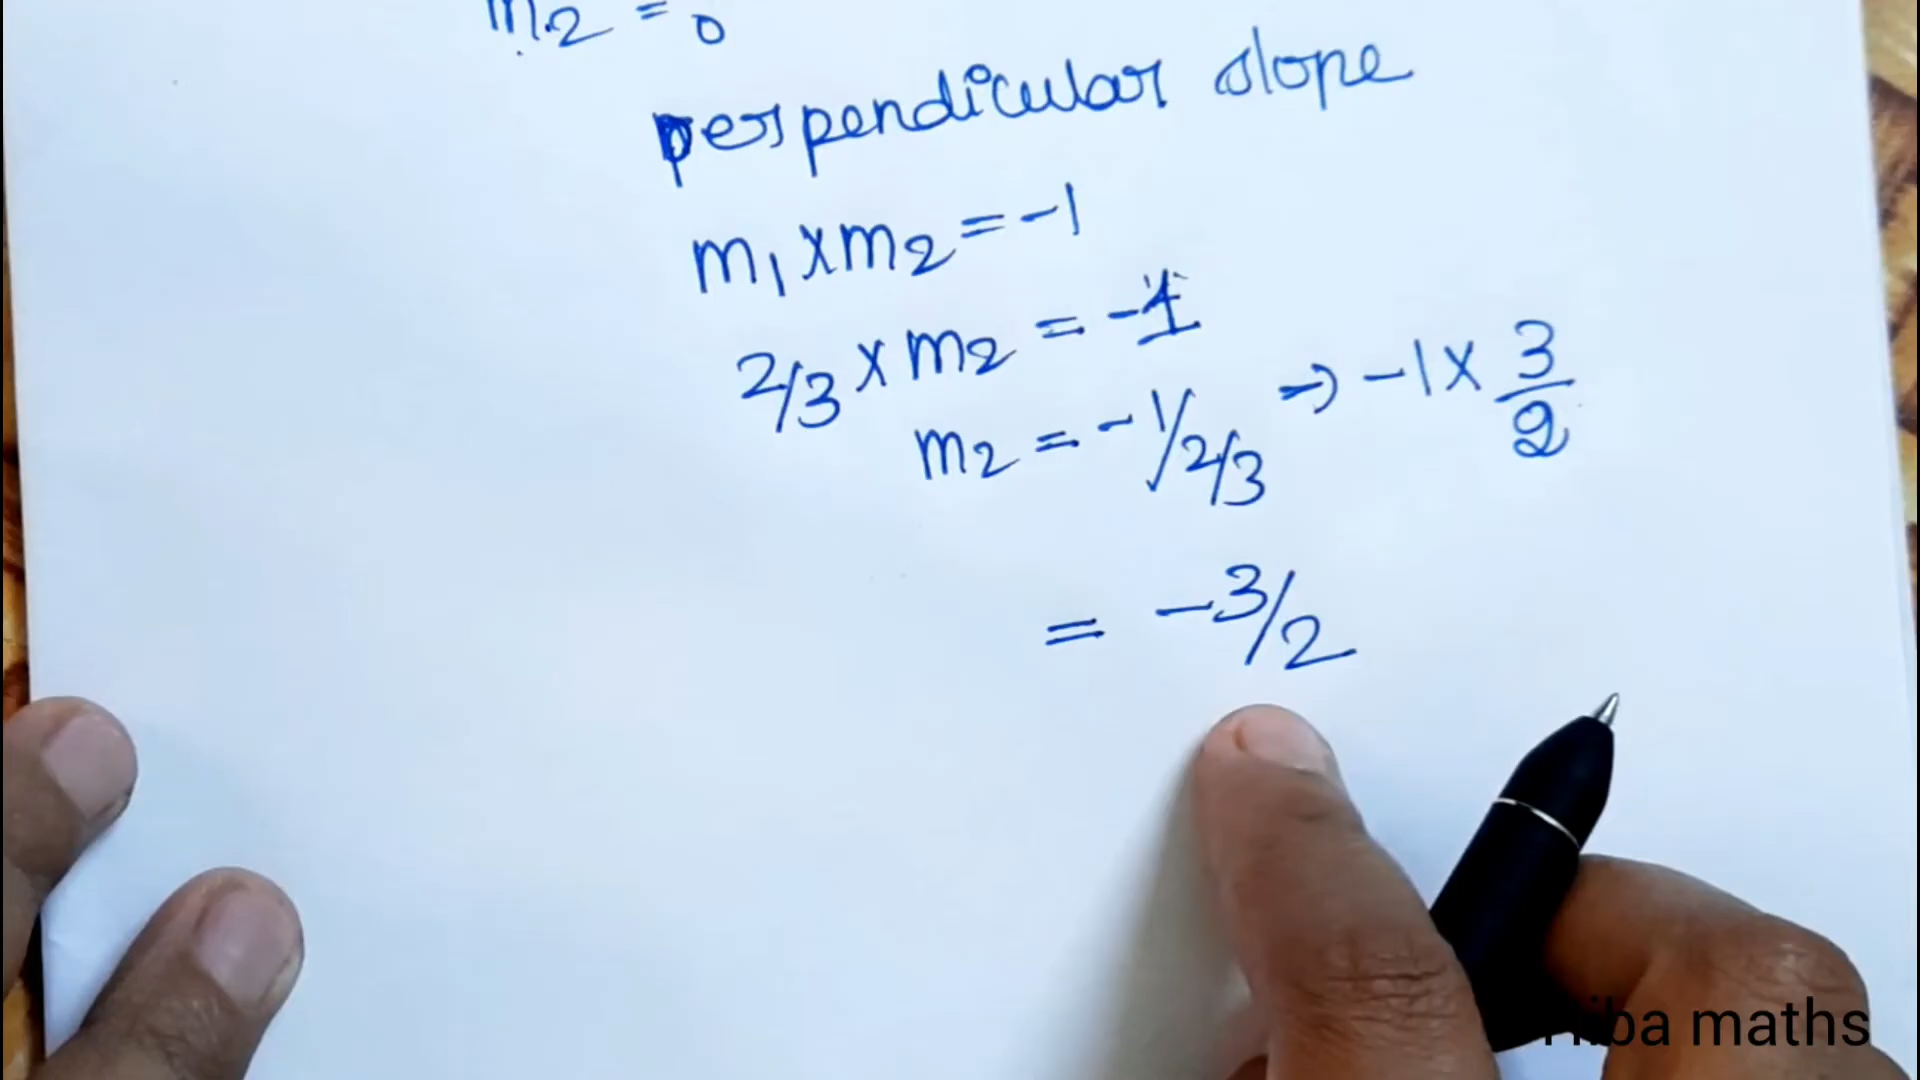 m2 = 0
perpendicular slope
m1 x m2 = -1
2/3 x m2 = -1
m2 = -1/2/3 → -1 x 3/2
= -3/2
maths